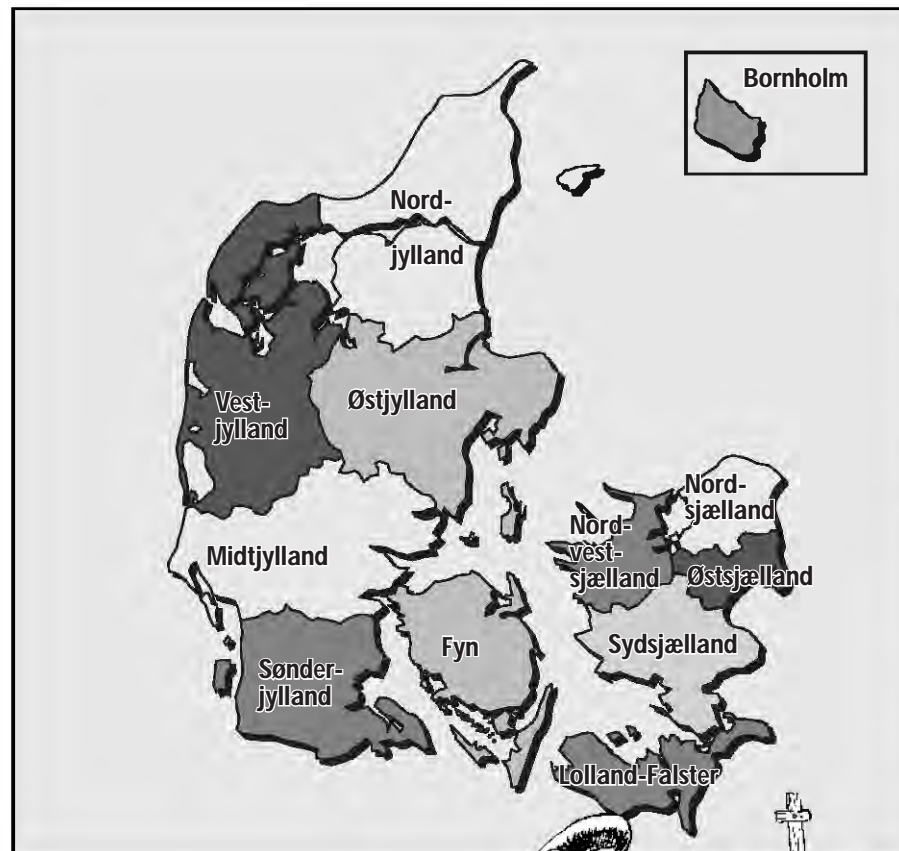 Bornholm
Nord-
jylland
Vest-
jylland
Østjylland
Nord-
sjælland
Nord-
vest-
sjælland
Østsjælland
Midtjylland
Fyn
Sydsjælland
Sønder-
jylland
Lolland-Falster